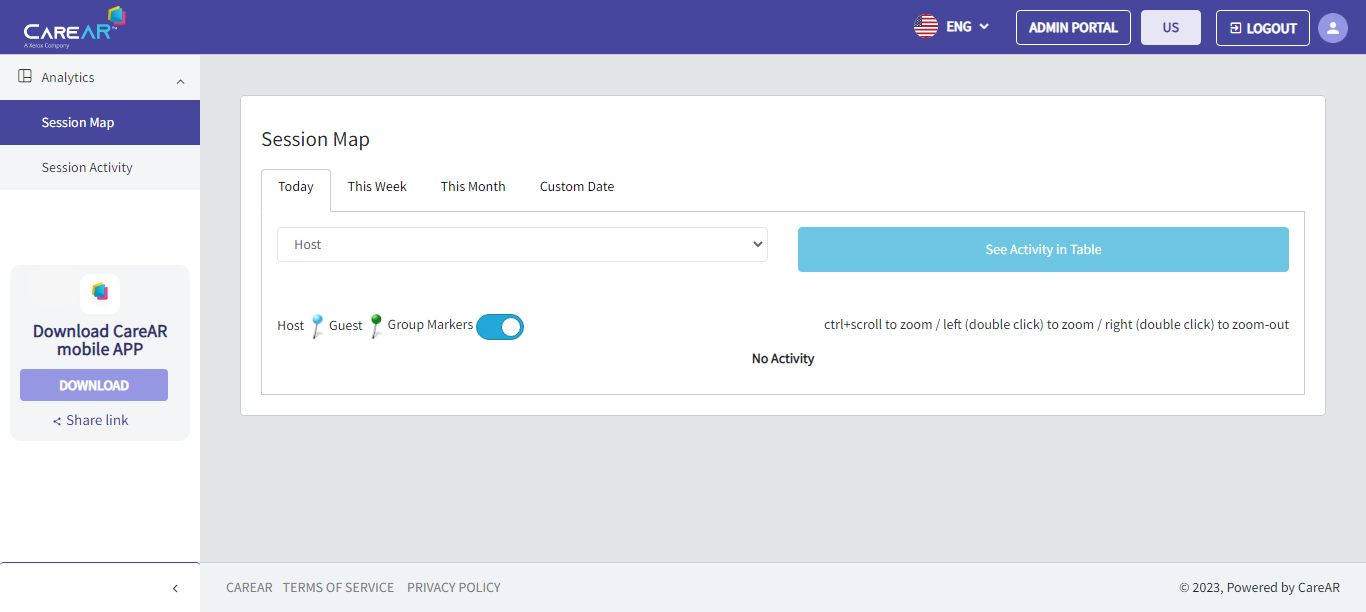 CAREAR™
A Xerox Company
ENG
ADMIN PORTAL
US
LOGOUT
Analytics
Session Map
Session Activity
Download CareAR
mobile APP
DOWNLOAD
Share link
Session Map
Today
This Week
This Month
Custom Date
Host
See Activity in Table
Host Guest Group Markers
ctrl+scroll to zoom / left (double click) to zoom / right (double click) to zoom-out
No Activity
CAREAR TERMS OF SERVICE PRIVACY POLICY
© 2023, Powered by CareAR